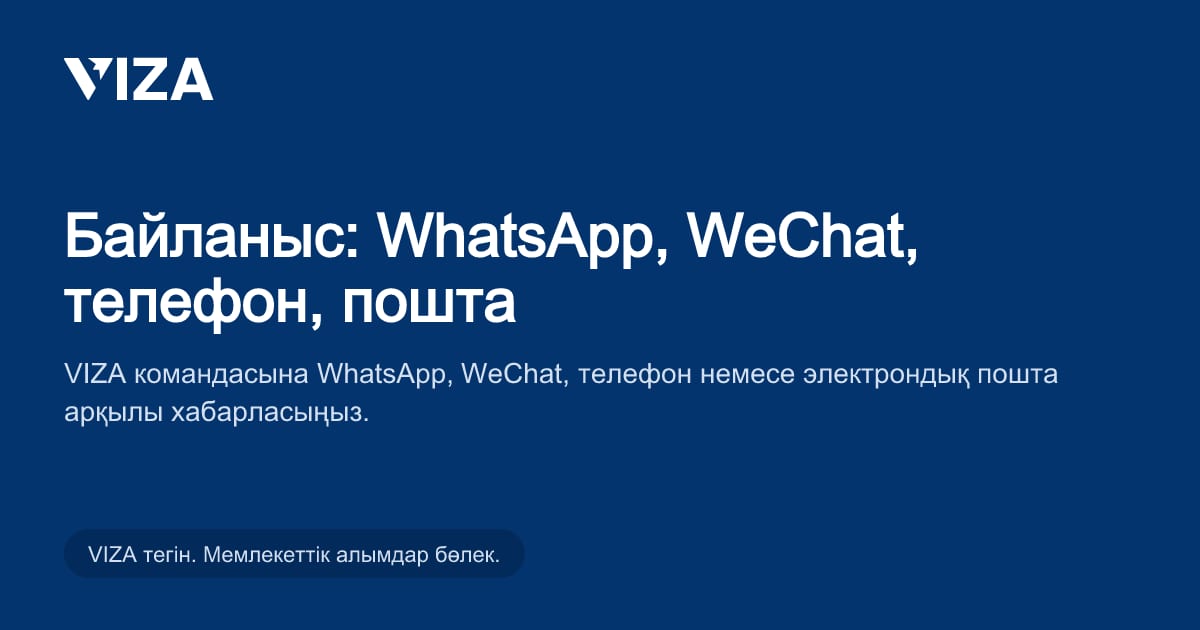 VIZA
Байланыс: WhatsApp, WeChat,
телефон, пошта
VIZA командасына WhatsApp, WeChat, телефон немесе электрондық пошта
арқылы хабарласыңыз.
VIZA тегін. Мемлекеттік алымдар бөлек.